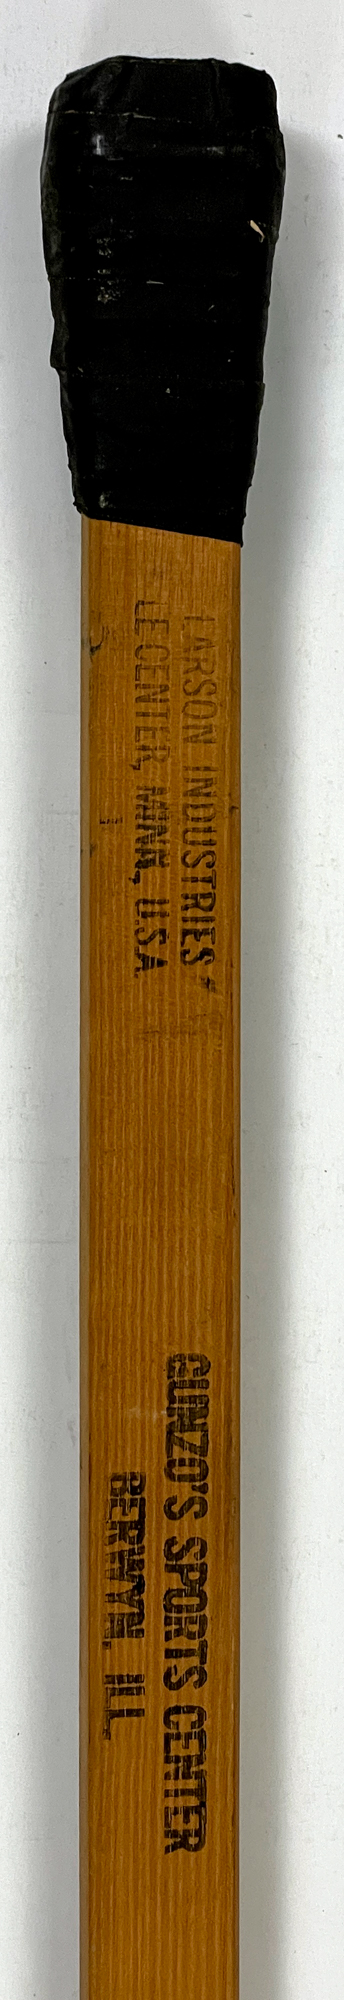 LARSON INDUSTRIES"
LE CENTER, MINN, U.S.A.
GUNZO'S SPORTS CENTER
BERWYN, ILL.